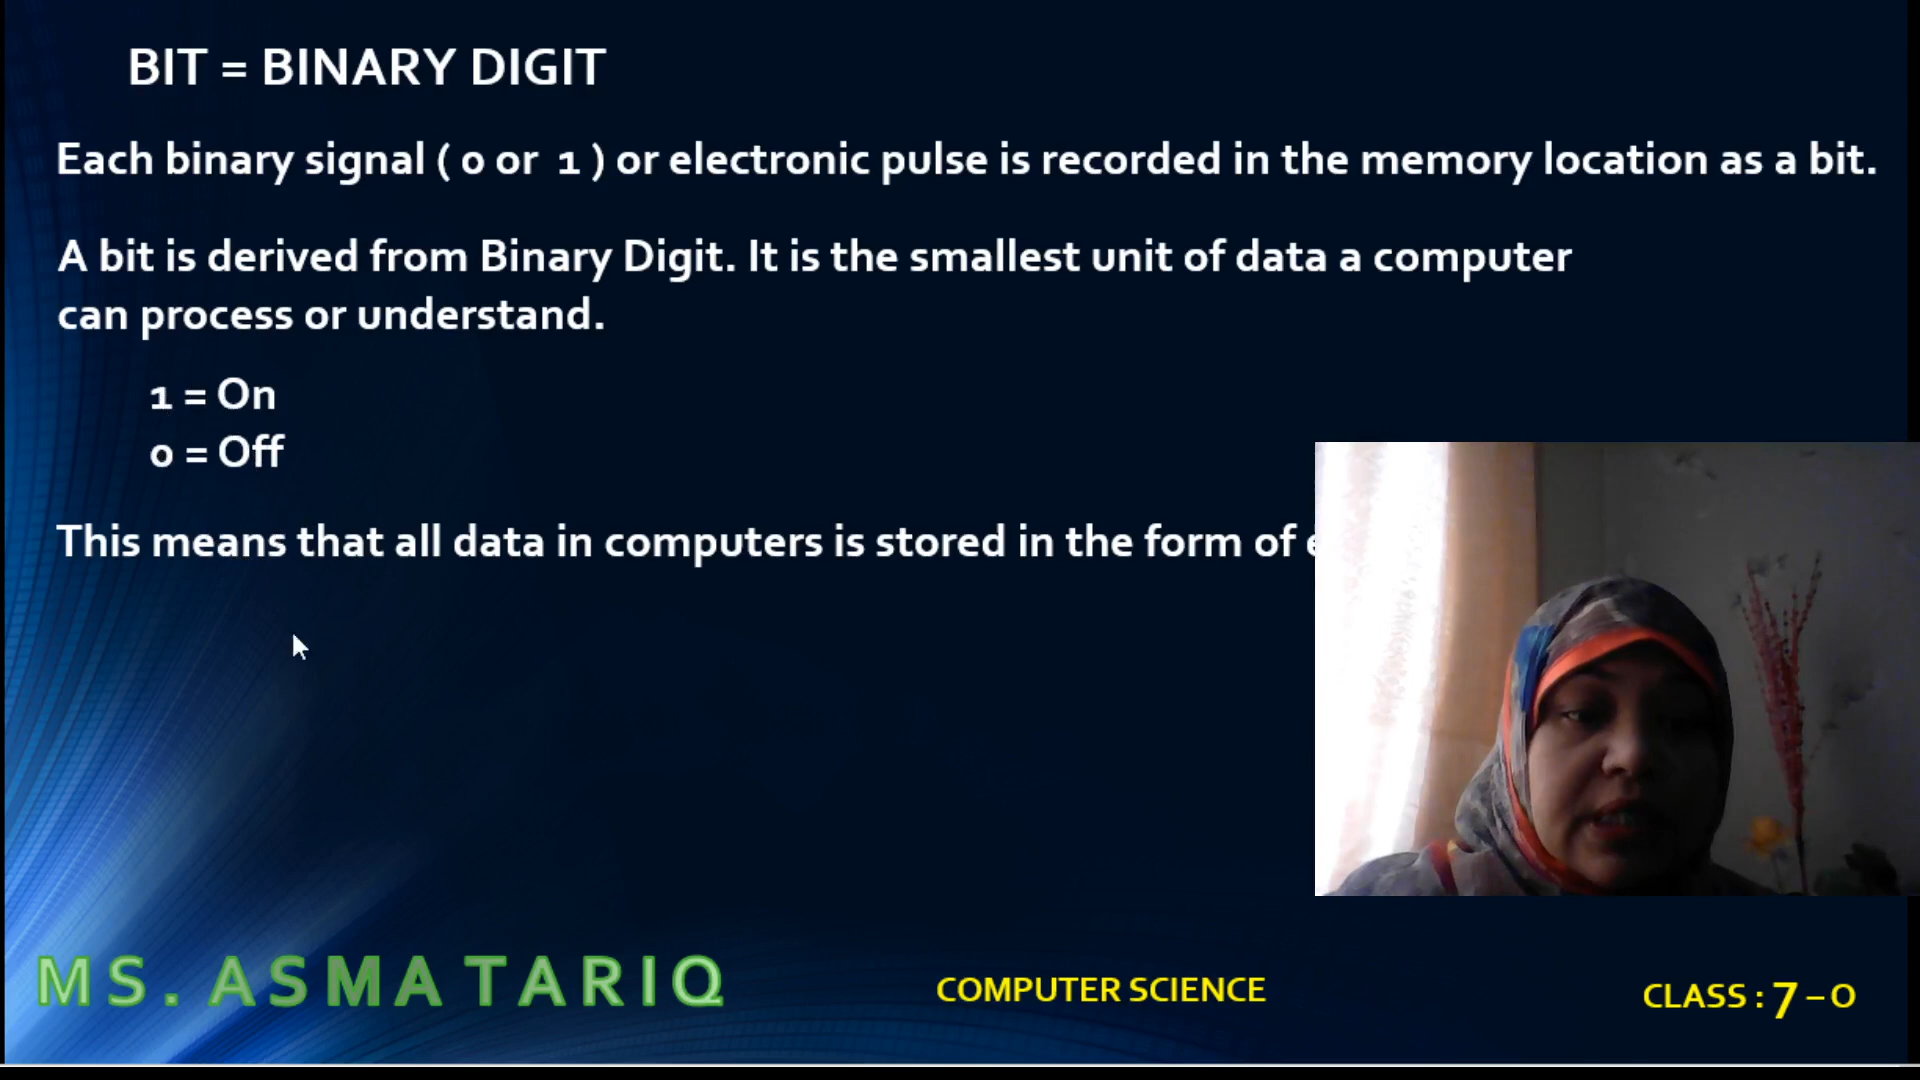 BIT = BINARY DIGIT
Each binary signal ( 0 or 1 ) or electronic pulse is recorded in the memory location as a bit.
A bit is derived from Binary Digit. It is the smallest unit of data a computer
can process or understand.
1 = On
0 = Off
This means that all data in computers is stored in the form of
MS. ASMA TARIQ
COMPUTER SCIENCE
CLASS : 7 – O